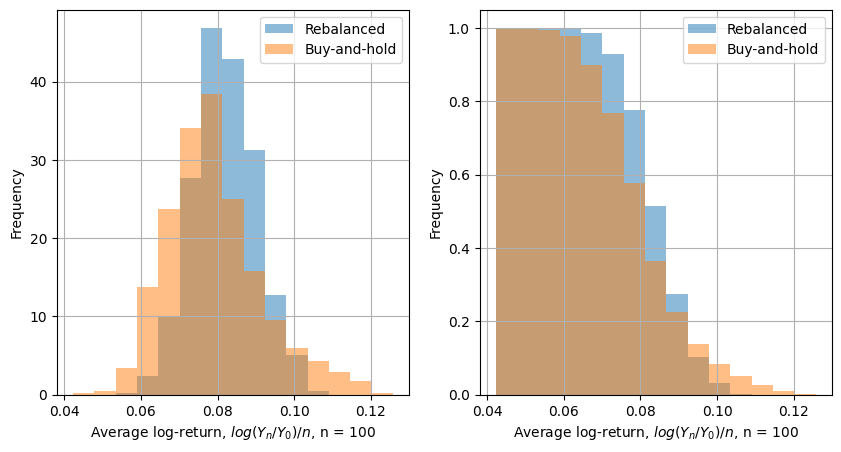 Rebalanced
Buy-and-hold
Frequency
40
30
20
10
0
0.04 0.06 0.08 0.10 0.12
Average log-return, log(Yₙ/Y₀)/n, n = 100
Rebalanced
Buy-and-hold
Frequency
1.0
0.8
0.6
0.4
0.2
0.0
0.04 0.06 0.08 0.10 0.12
Average log-return, log(Yₙ/Y₀)/n, n = 100